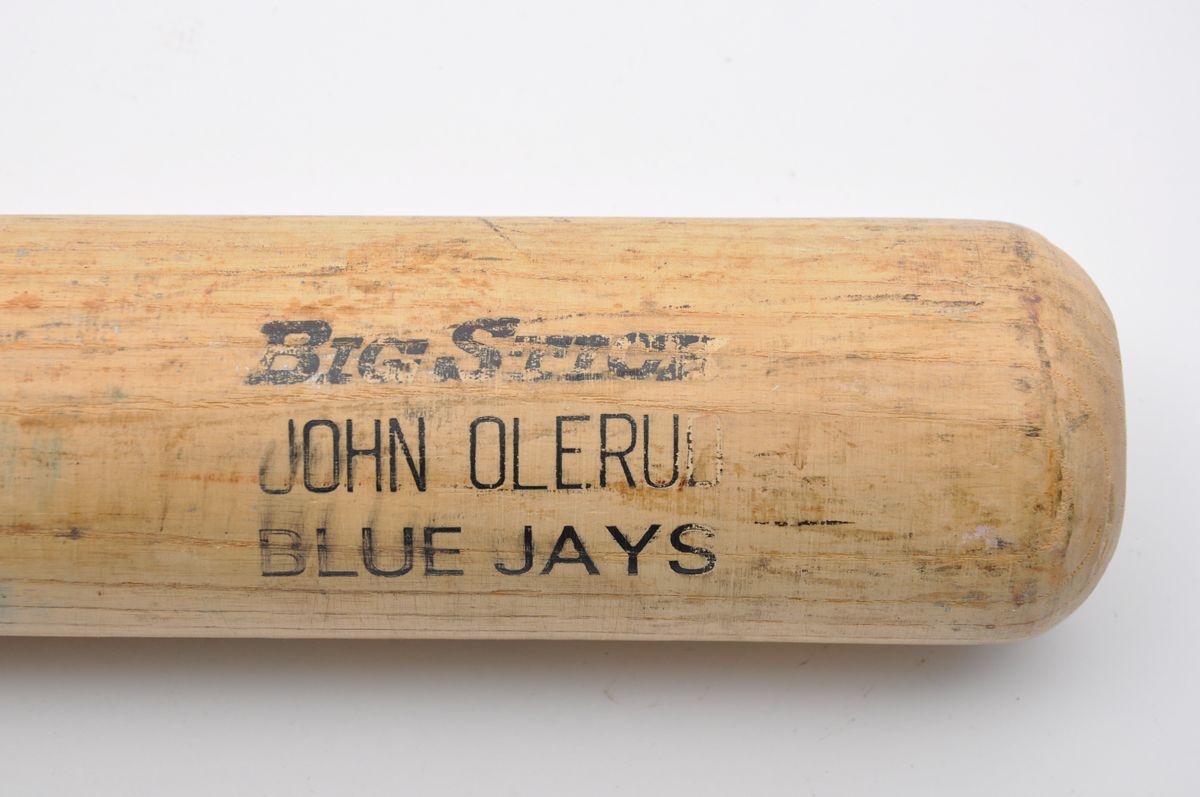 BIG STICK
JOHN OLERUD
BLUE JAYS